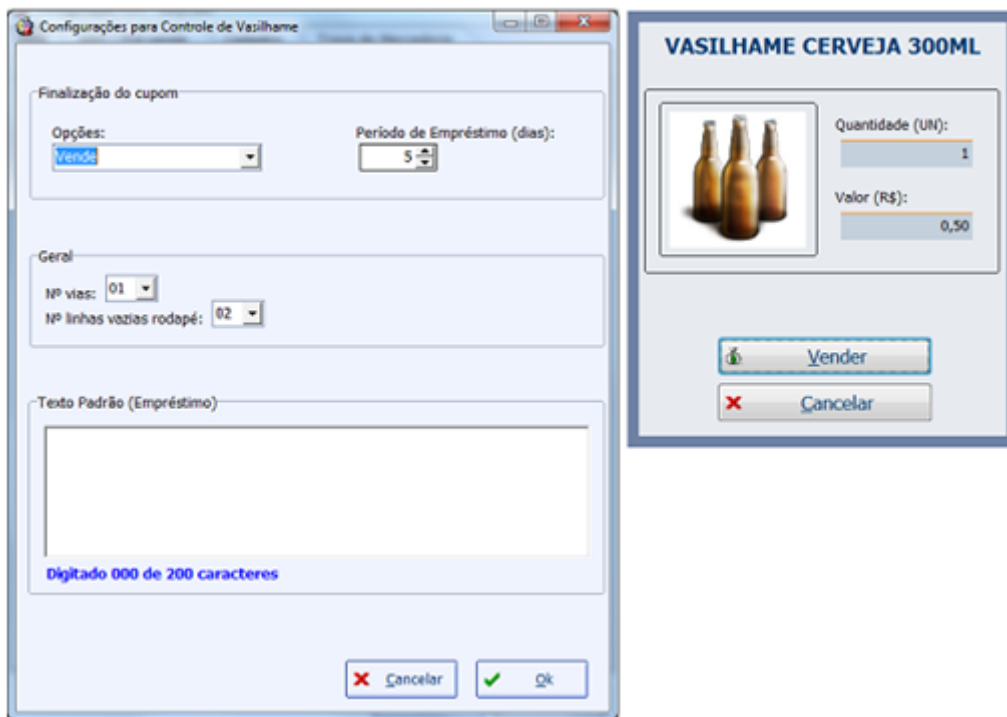 Configurações para Controle de Vasilhame
Finalização do cupom
Opções:
Período de Empréstimo (dias):
Vende
5
Geral
Nº vias: 01
Nº linhas vazias rodapé: 02
Texto Padrão (Empréstimo)
Digitado 000 de 200 caracteres
Cancelar
Ok
VASILHAME CERVEJA 300ML
Quantidade (UN):
1
Valor (R$):
0,50
Vender
Cancelar